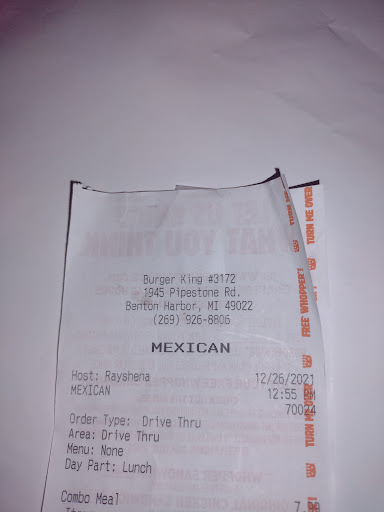 Burger King #3172
1945 Pipestone Rd.
Benton Harbor, MI 49022
(269) 926-8806
MEXICAN
Host: Rayshena 12/26/2021
MEXICAN 12:55
70024
Order Type: Drive Thru
Area: Drive Thru
Menu: None
Day Part: Lunch
Combo Meal
TURN ME OVER
FREE WHOPPER!
TURN ME